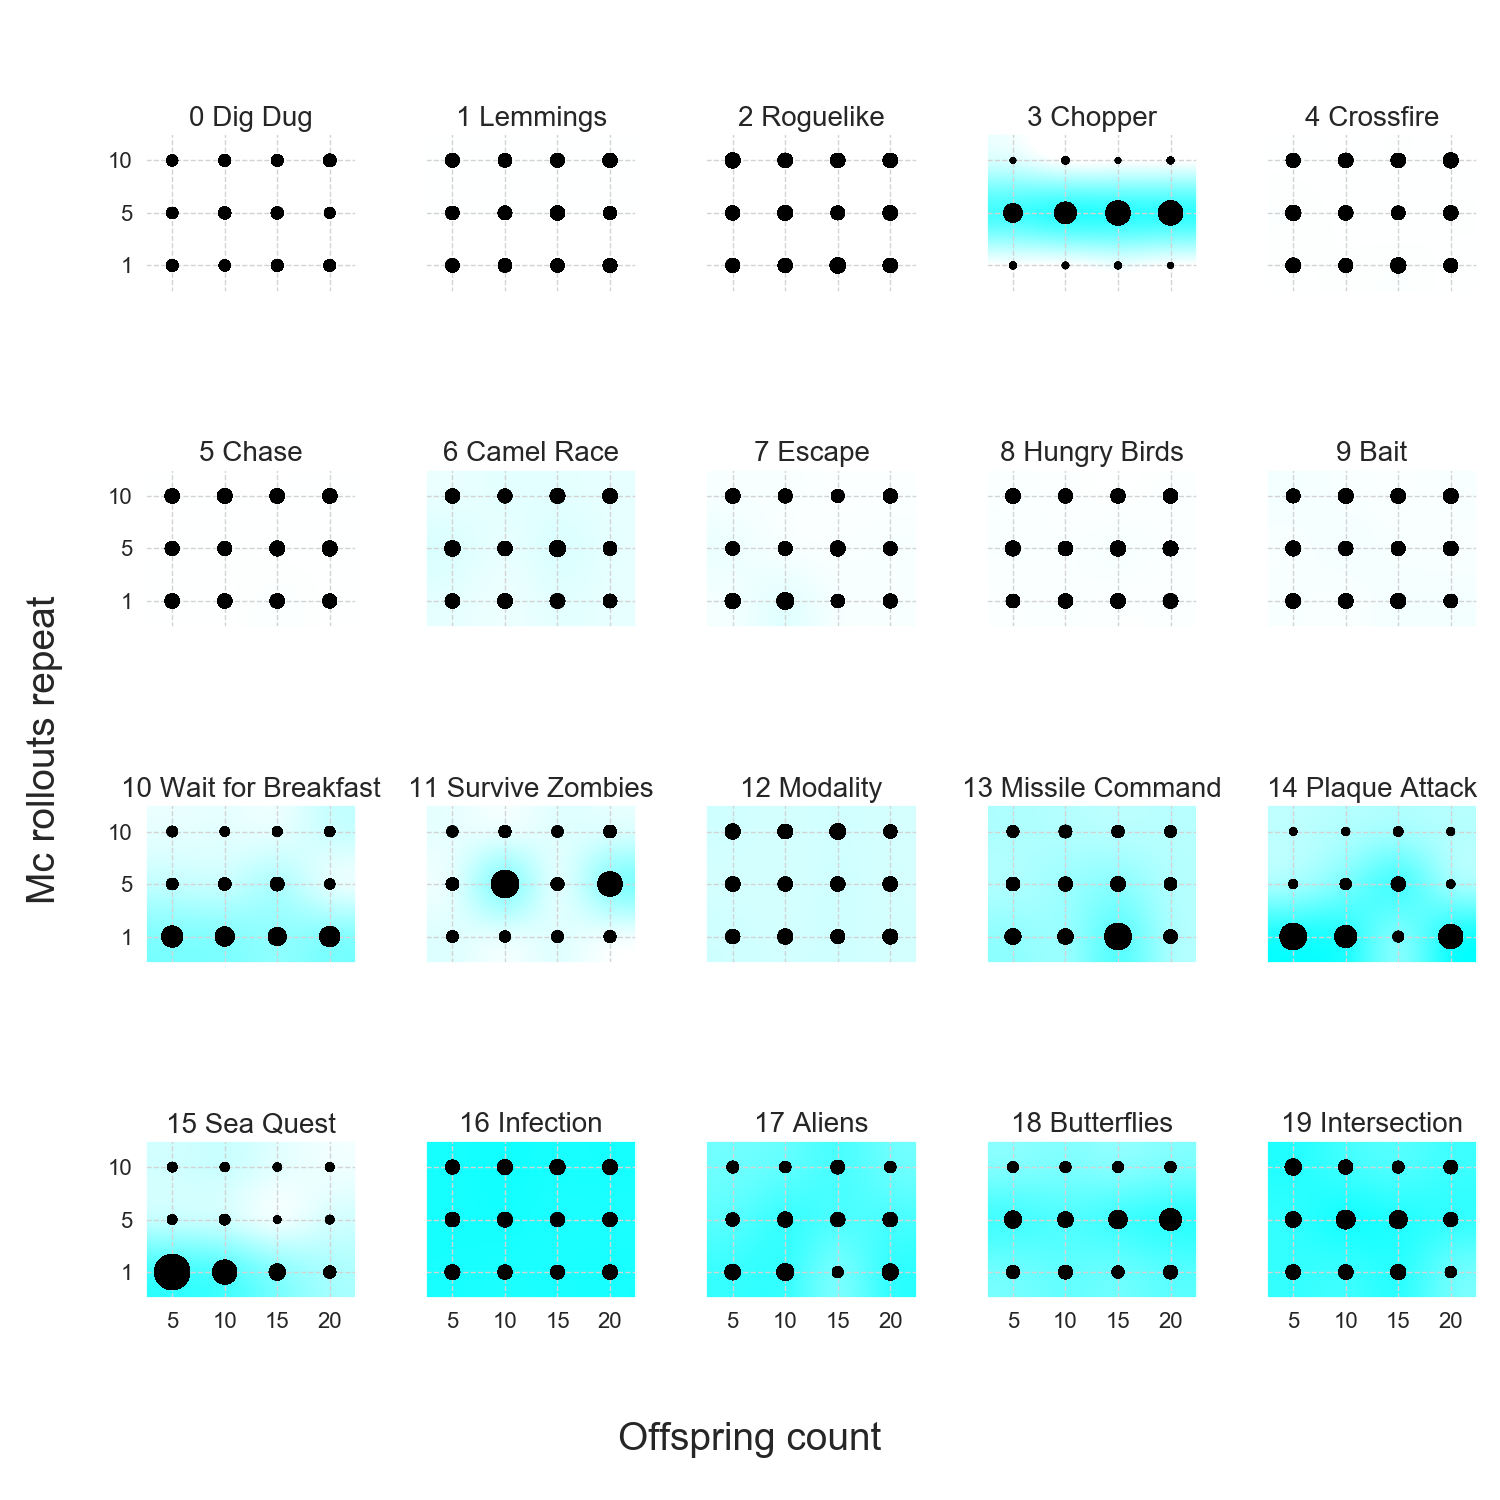 0 Dig Dug
1 Lemmings
2 Roguelike
3 Chopper
4 Crossfire
10
5
1
5 Chase
6 Camel Race
7 Escape
8 Hungry Birds
9 Bait
10
5
1
Mc rollouts repeat
10 Wait for Breakfast
11 Survive Zombies
12 Modality
13 Missile Command
14 Plaque Attack
10
5
1
15 Sea Quest
16 Infection
17 Aliens
18 Butterflies
19 Intersection
10
5
1
5 10 15 20
5 10 15 20
5 10 15 20
5 10 15 20
5 10 15 20
Offspring count